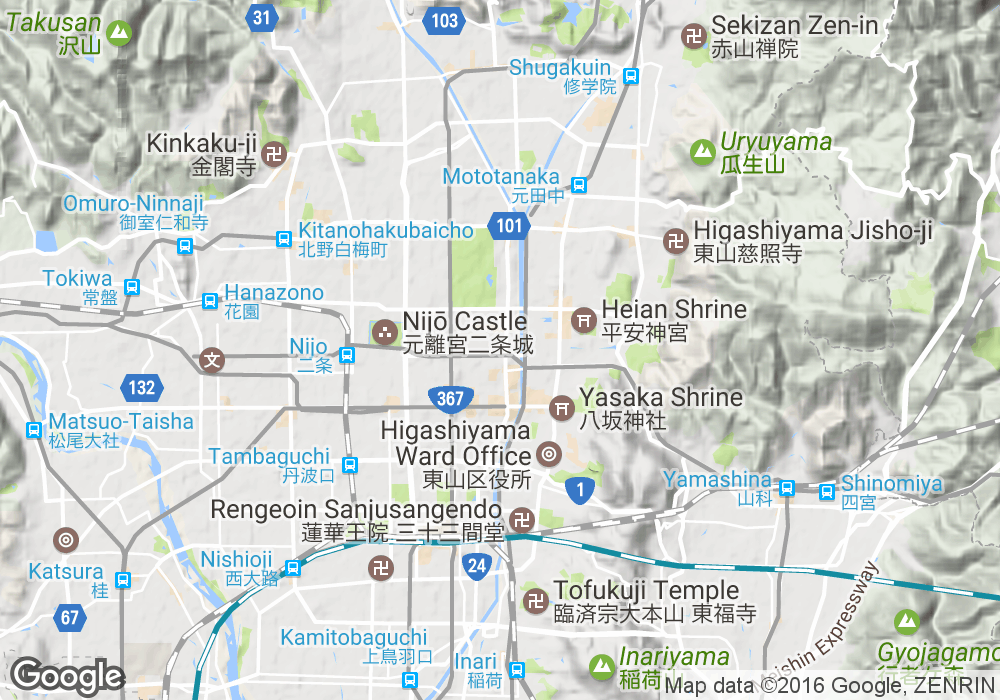 Takusan
沢山
31
103
Sekizan Zen-in
赤山禅院
Shugakuin
修学院
Kinkaku-ji
金閣寺
Uryuyama
瓜生山
Mototanaka
元田中
Omuro-Ninnaji
御室仁和寺
101
Kitanohakubaicho
北野白梅町
Higashiyama Jisho-ji
東山慈照寺
Tokiwa
常盤
Hanazono
花園
Heian Shrine
平安神宮
Nijō Castle
元離宮二条城
Nijo
二条
文
132
367
Yasaka Shrine
八坂神社
Matsuo-Taisha
松尾大社
Higashiyama
Ward Office
東山区役所
Tambaguchi
丹波口
1
Yamashina
山科
Shinomiya
四宮
Rengeoin Sanjusangendo
蓮華王院 三十三間堂
Nishioji
西大路
24
Katsura
桂
Tofukuji Temple
臨済宗大本山 東福寺
67
Kamitobaguchi
上鳥羽口
Inari
稲荷
Inariyama
稲荷山
Gyojagamo
ishin Expressway
Google
Map data ©2016 Google, ZENRIN